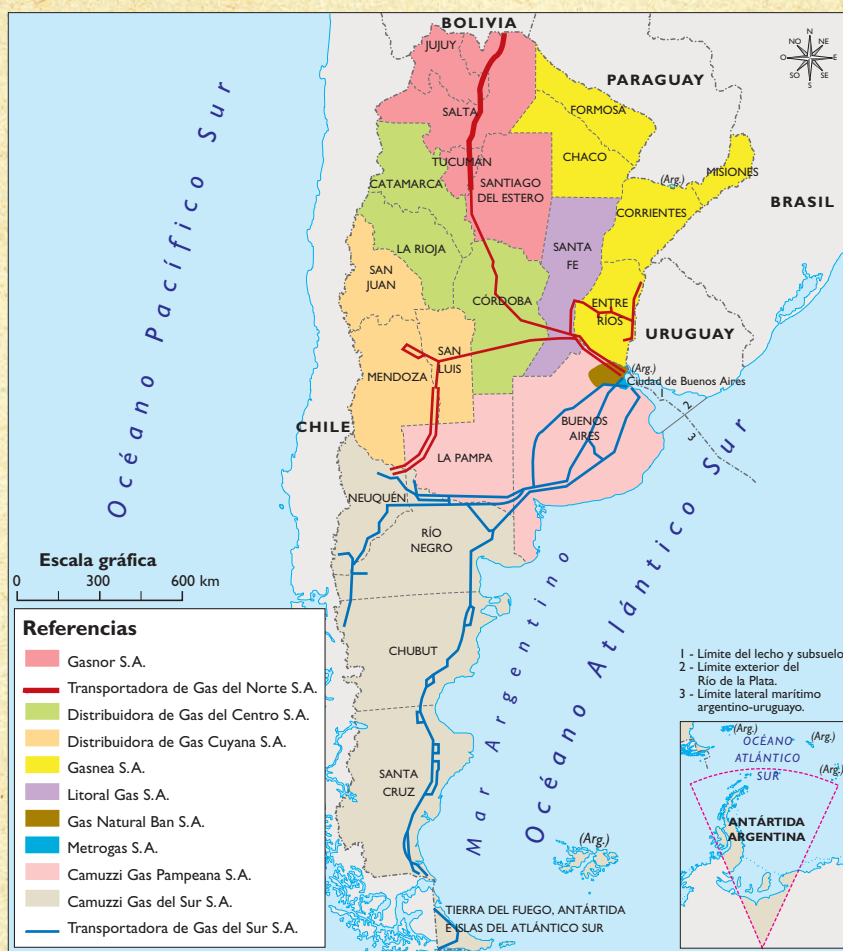 BOLIVIA
JUJUY
N
NO
NE
O
E
SO
SE
S
PARAGUAY
FORMOSA
SALTA
CHACO
TUCUMÁN
MISIONES
CATAMARCA
SANTIAGO
DEL ESTERO
(Arg.)
BRASIL
CORRIENTES
LA RIOJA
SANTA
FE
SAN
JUAN
CÓRDOBA
ENTRE
RÍOS
URUGUAY
SAN
LUIS
MENDOZA
(Arg.)
Ciudad de Buenos Aires
1
2
3
CHILE
BUENOS
AIRES
LA PAMPA
NEUQUÉN
RÍO
NEGRO
CHUBUT
SANTA
CRUZ
Océano Pacífico Sur
Mar Argentino
Océano Atlántico Sur
(Arg.)
TIERRA DEL FUEGO, ANTÁRTIDA
E ISLAS DEL ATLÁNTICO SUR
Escala gráfica
0 300 600 km
Referencias
Gasnor S.A.
Transportadora de Gas del Norte S.A.
Distribuidora de Gas del Centro S.A.
Distribuidora de Gas Cuyana S.A.
Gasnea S.A.
Litoral Gas S.A.
Gas Natural Ban S.A.
Metrogas S.A.
Camuzzi Gas Pampeana S.A.
Camuzzi Gas del Sur S.A.
Transportadora de Gas del Sur S.A.
1 - Límite del lecho y subsuelo
2 - Límite exterior del
Río de la Plata.
3 - Límite lateral marítimo
argentino-uruguayo.
(Arg.)
(Arg.)
OCÉANO
ATLÁNTICO
SUR
(Arg.)
ANTÁRTIDA
ARGENTINA